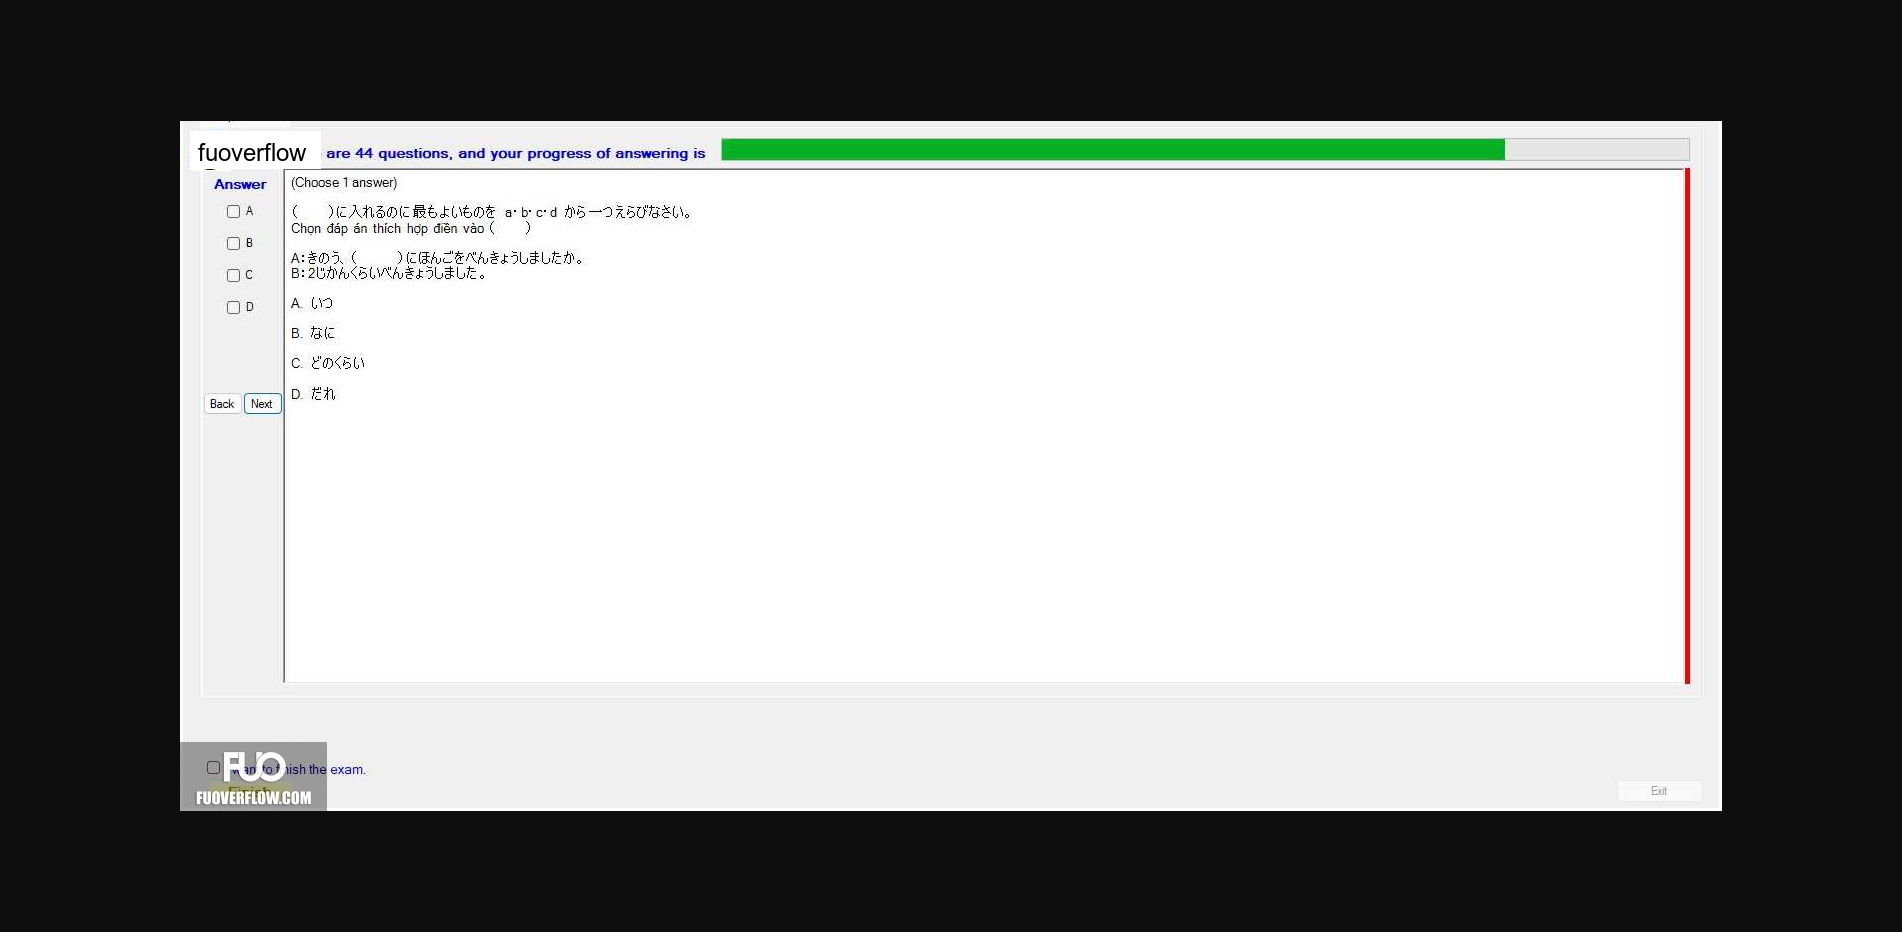 fuoverflow are 44 questions, and your progress of answering is
Answer
(Choose 1 answer)
A
B
C
D
Back Next
(　　)に入れるのに最もよいものを a・b・c・d から一つえらびなさい。
Chọn đáp án thích hợp điền vào (　　)
A:きのう、(　　)にほんごをべんきょうしましたか。
B:2じかんくらいべんきょうしました。
A. いつ
B. なに
C. どのくらい
D. だれ
FUO
want to finish the exam.
Finish
FUOVERFLOW.COM
Exit